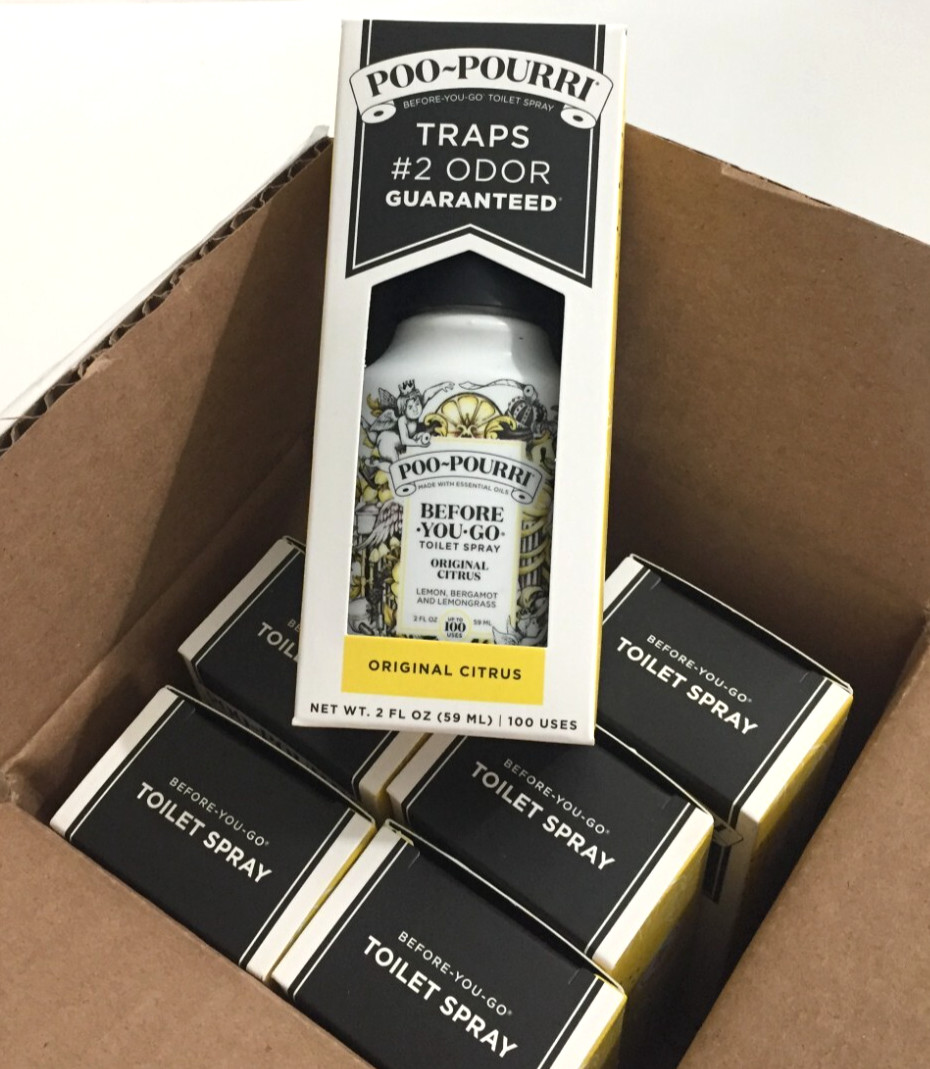 POO~POURRI®
BEFORE-YOU-GO® TOILET SPRAY
TRAPS
#2 ODOR
GUARANTEED®
POO~POURRI®
MADE WITH ESSENTIAL OILS
BEFORE
·YOU·GO®
TOILET SPRAY
ORIGINAL
CITRUS
LEMON, BERGAMOT
AND LEMONGRASS
2 FL OZ
UP TO
100
USES
59 ML
ORIGINAL CITRUS
NET WT. 2 FL OZ (59 ML) | 100 USES
TOIL
BEFORE-YOU-GO®
TOILET SPRAY
BEFORE-YOU-GO®
TOILET SPRAY
BEFORE-YOU-GO®
TOILET SPRAY
BEFORE-YOU-GO®
TOILET SPRAY